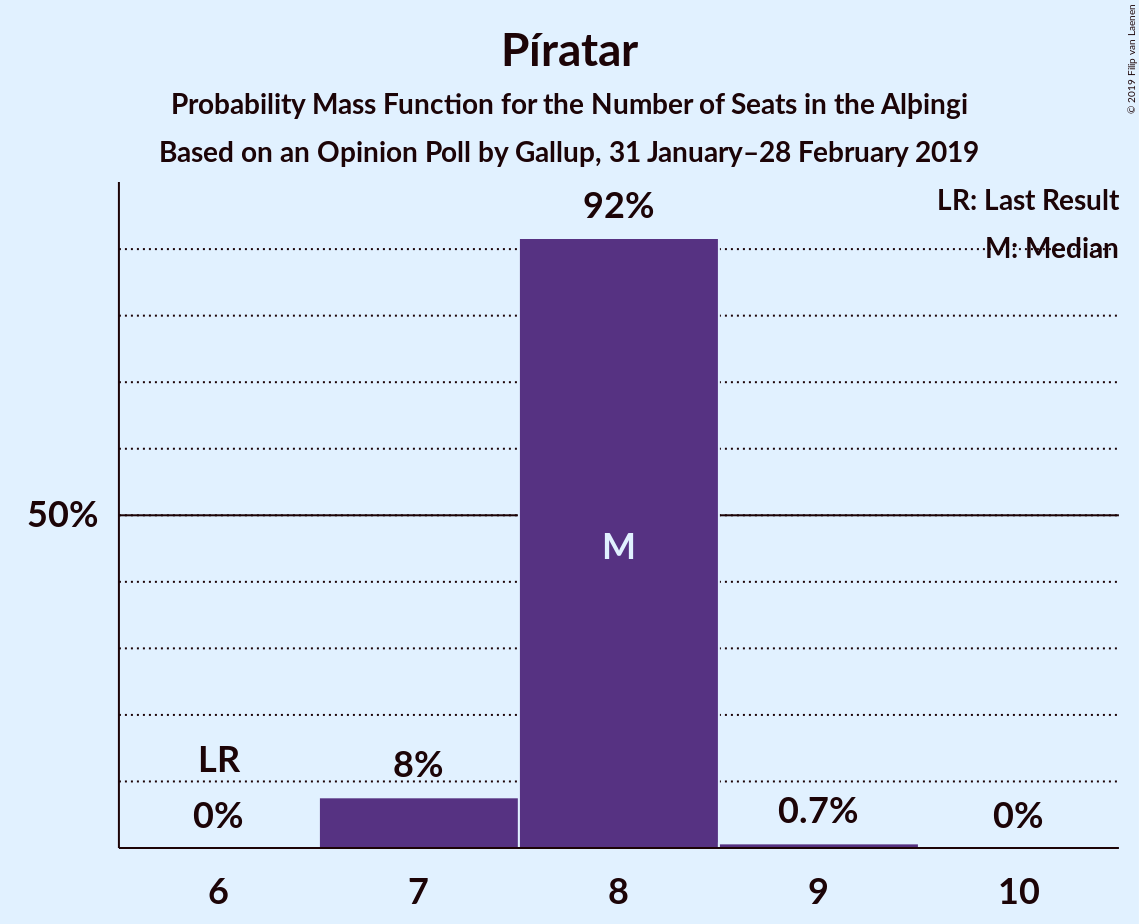 Píratar
Probability Mass Function for the Number of Seats in the Alþingi
Based on an Opinion Poll by Gallup, 31 January–28 February 2019
© 2019 Filip van Laenen
LR: Last Result
M: Median
92%
50%
M
LR
0%
8%
0.7%
0%
6
7
8
9
10